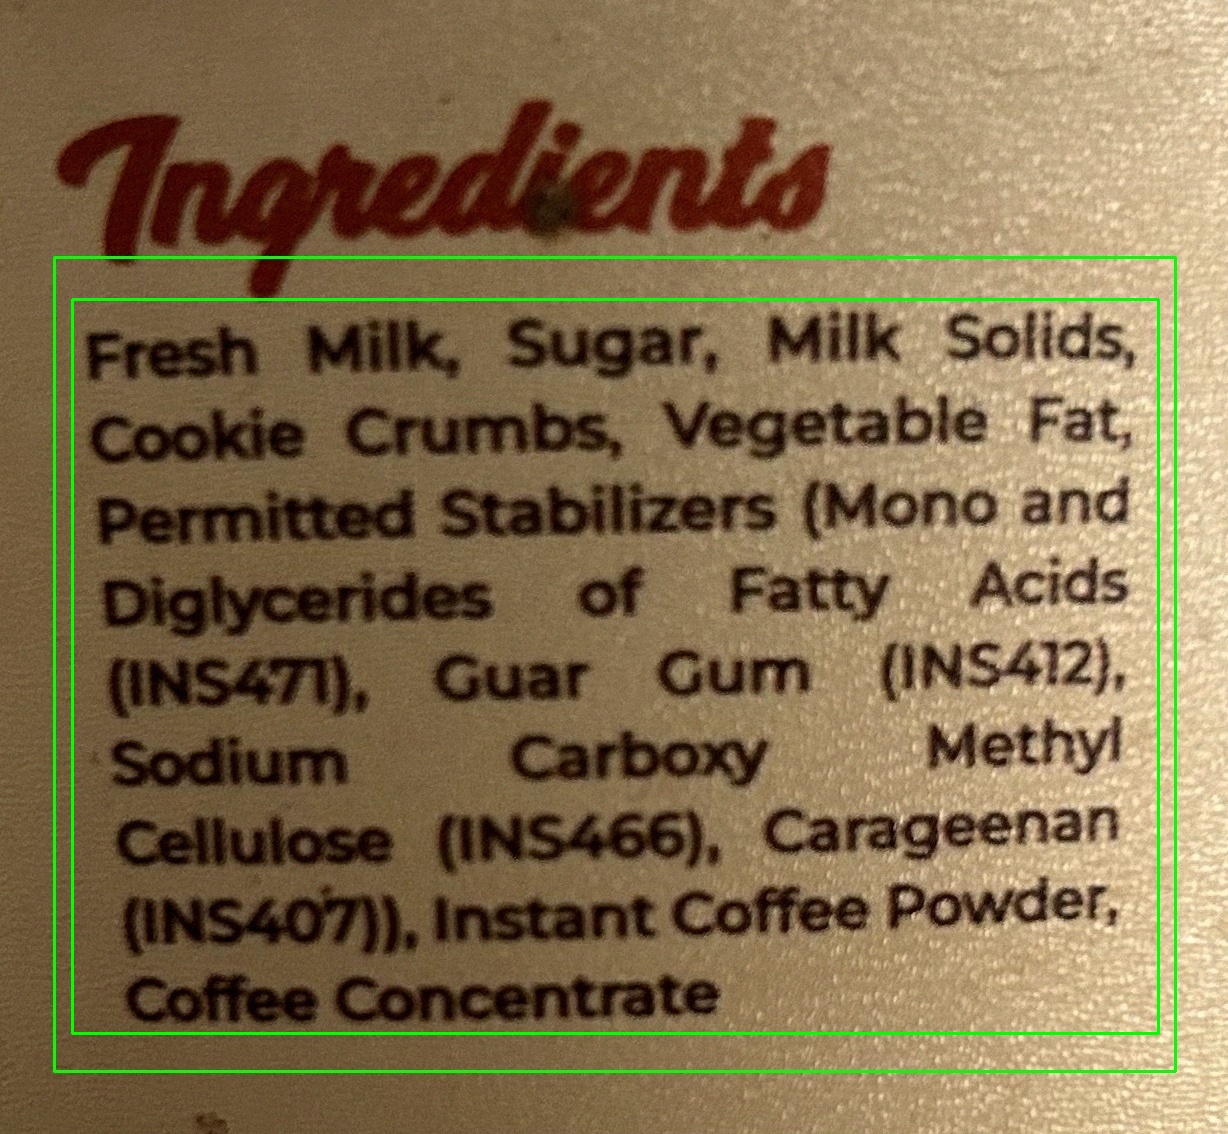 Ingredients
Fresh Milk, Sugar, Milk Solids,
Cookie Crumbs, Vegetable Fat,
Permitted Stabilizers (Mono and
Diglycerides of Fatty Acids
(INS471), Guar Gum (INS412),
Sodium Carboxy Methyl
Cellulose (INS466), Carageenan
(INS407)), Instant Coffee Powder,
Coffee Concentrate